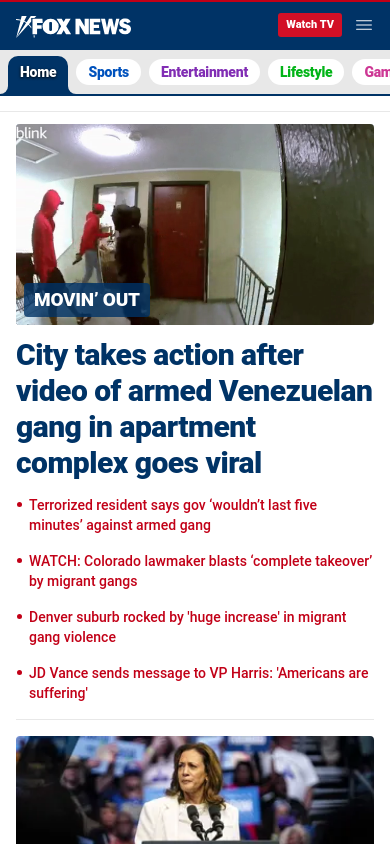 FOX NEWS
Watch TV
Home
Sports
Entertainment
Lifestyle
Gam
blink
MOVIN’ OUT
City takes action after
video of armed Venezuelan
gang in apartment
complex goes viral
• Terrorized resident says gov ‘wouldn’t last five
minutes’ against armed gang
• WATCH: Colorado lawmaker blasts ‘complete takeover’
by migrant gangs
• Denver suburb rocked by 'huge increase' in migrant
gang violence
• JD Vance sends message to VP Harris: 'Americans are
suffering'